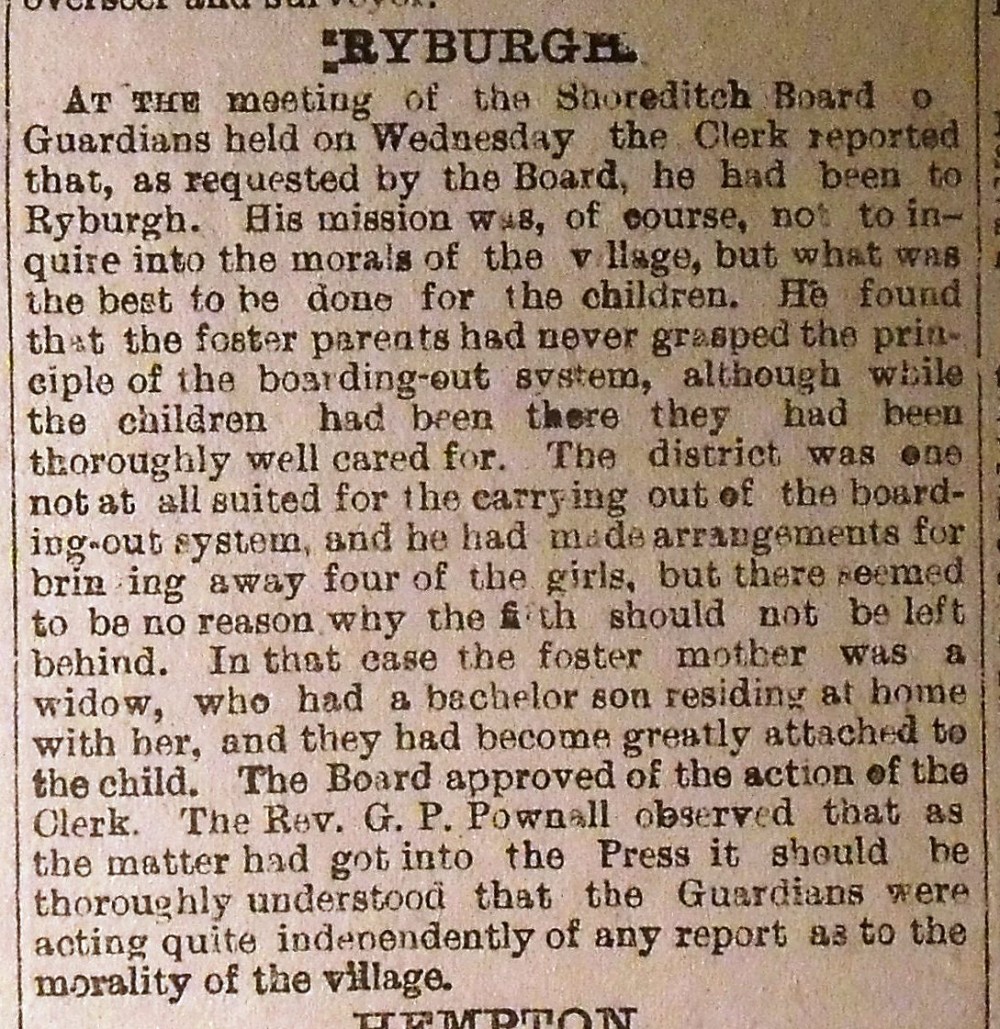 overseer and surveyor.
RYBURGH.
AT THE meeting of the Shoreditch Board o
Guardians held on Wednesday the Clerk reported
that, as requested by the Board, he had been to
Ryburgh. His mission was, of course, not to in-
quire into the morals of the v llage, but what was
the best to be done for the children. He found
that the foster parents had never grasped the prin-
ciple of the boarding-out system, although while
the children had been there they had been
thoroughly well cared for. The district was one
not at all suited for the carrying out of the board-
ing-out system, and he had made arrangements for
brin ing away four of the girls, but there seemed
to be no reason why the fifth should not be left
behind. In that case the foster mother was a
widow, who had a bachelor son residing at home
with her, and they had become greatly attached to
the child. The Board approved of the action of the
Clerk. The Rev. G. P. Pownall observed that as
the matter had got into the Press it should be
thoroughly understood that the Guardians were
acting quite independently of any report as to the
morality of the village.
HEMPTON